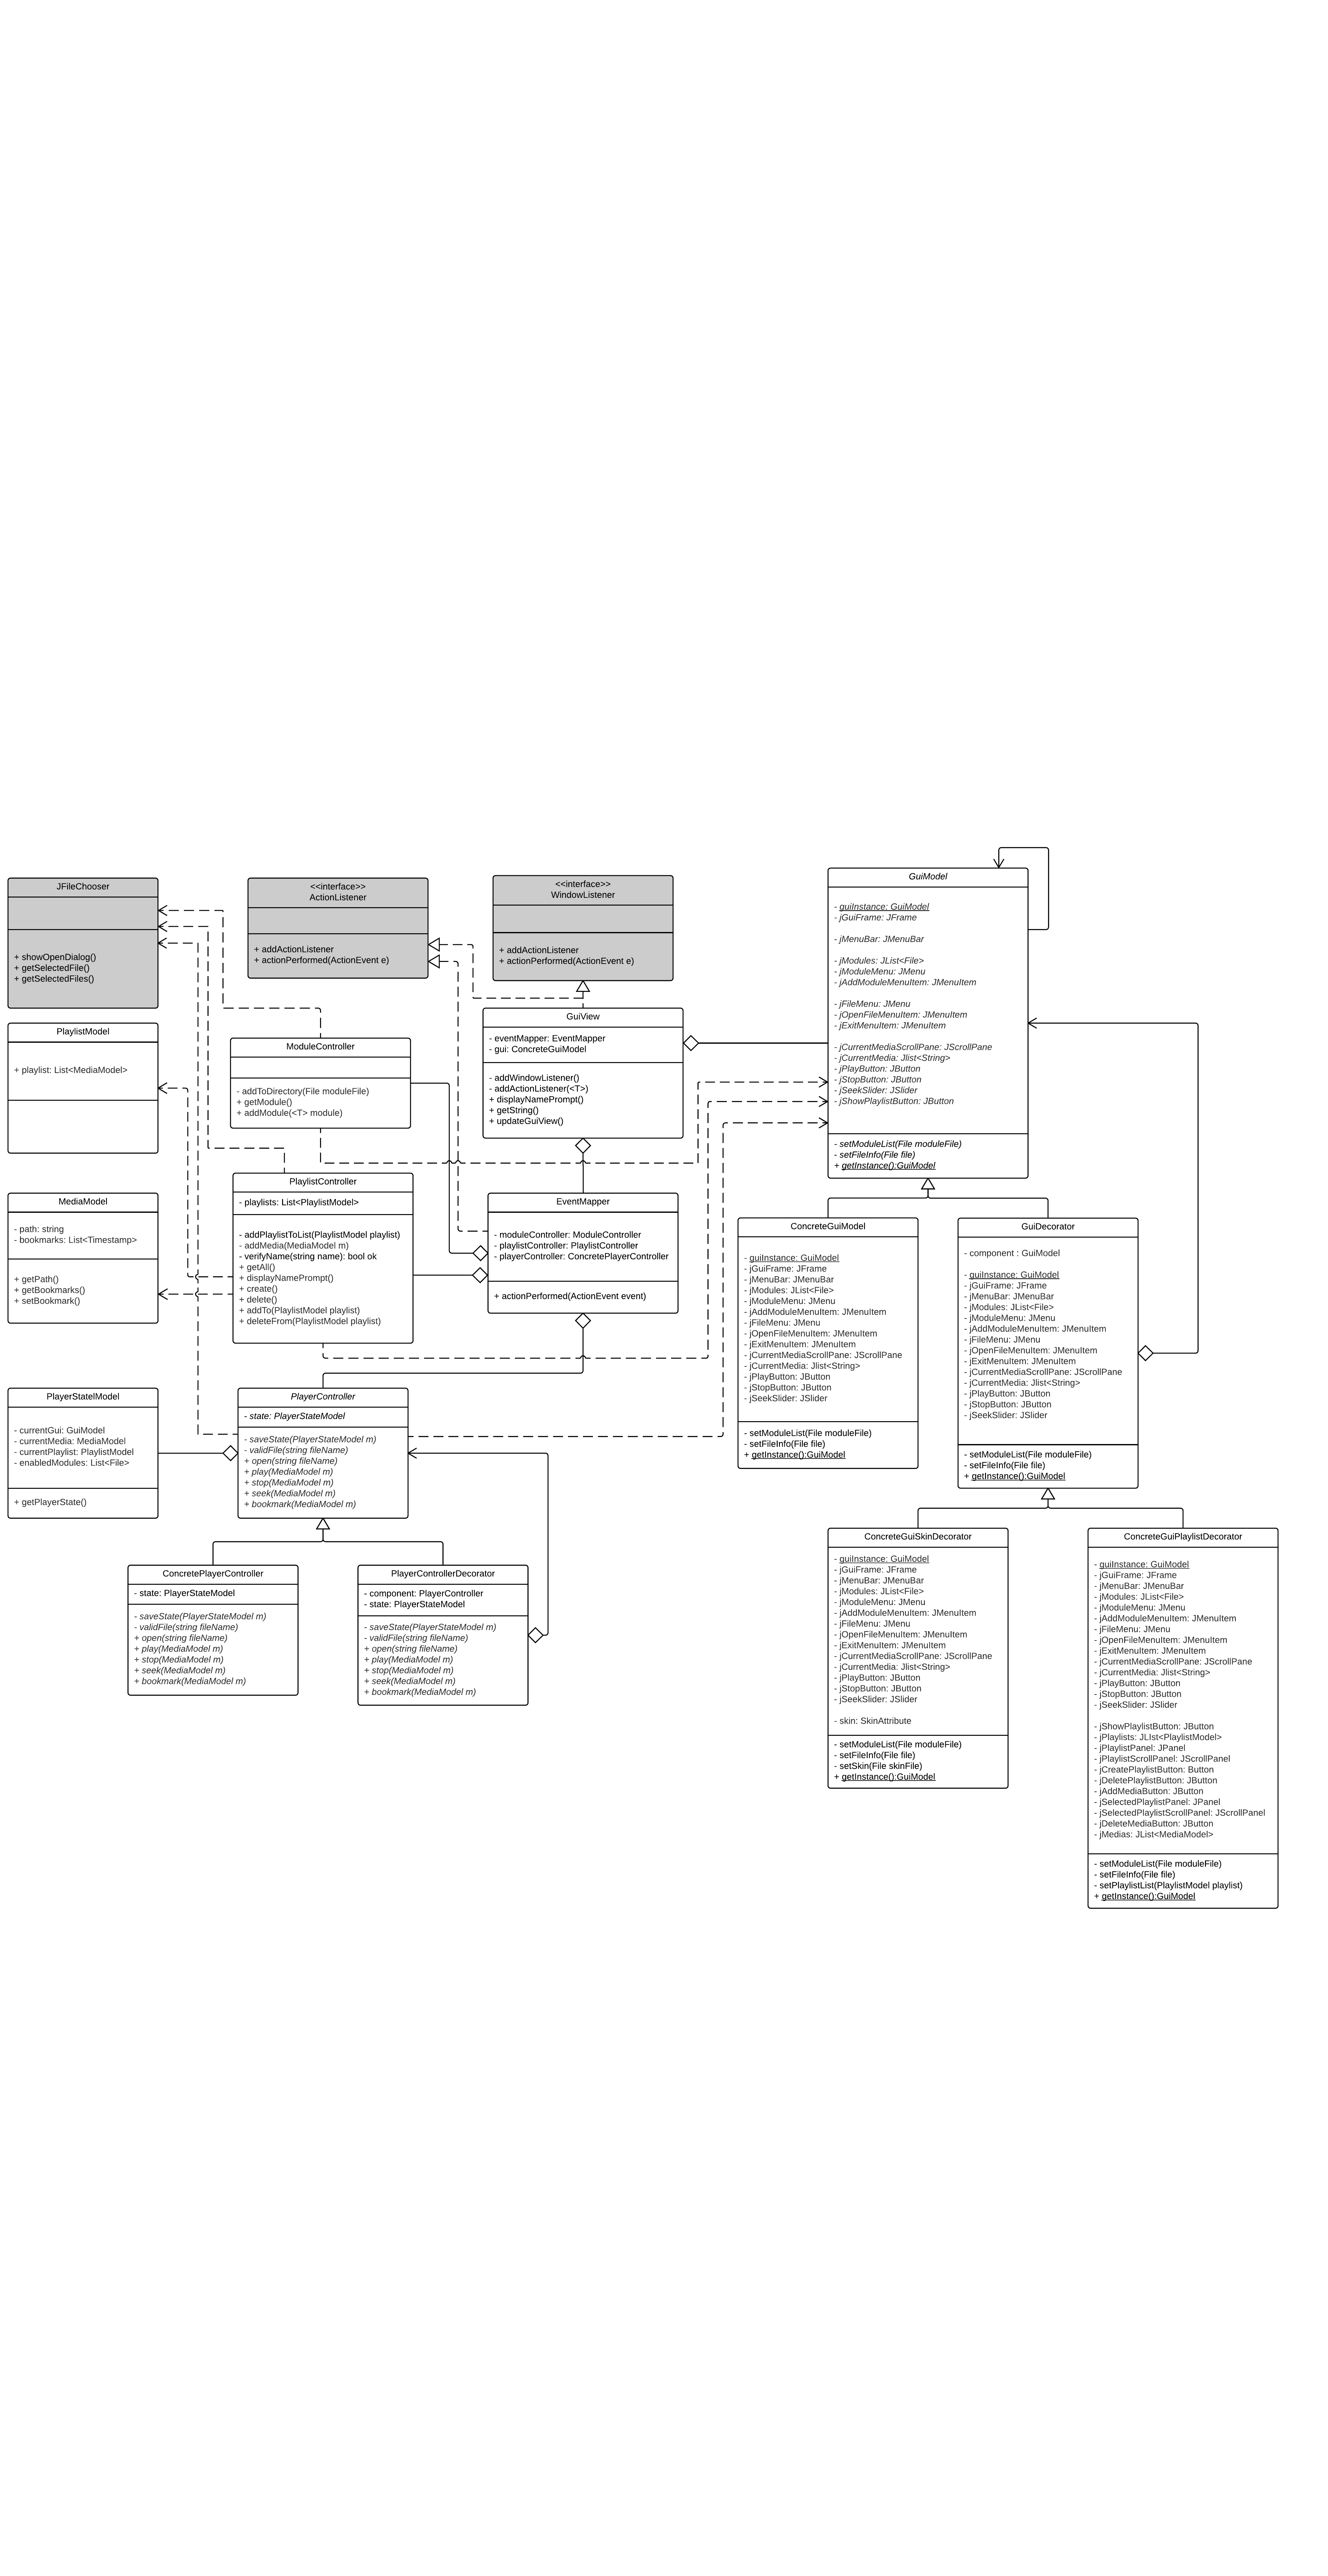 JFileChooser
+ showOpenDialog()
+ getSelectedFile()
+ getSelectedFiles()
<<interface>>
ActionListener
+ addActionListener
+ actionPerformed(ActionEvent e)
<<interface>>
WindowListener
+ addActionListener
+ actionPerformed(ActionEvent e)
GuiModel
- guiInstance: GuiModel
- jGuiFrame: JFrame
- jMenuBar: JMenuBar
- jModules: JList<File>
- jModuleMenu: JMenu
- jAddModuleMenuItem: JMenuItem
- jFileMenu: JMenu
- jOpenFileMenuItem: JMenuItem
- jExitMenuItem: JMenuItem
- jCurrentMediaScrollPane: JScrollPane
- jCurrentMedia: Jlist<String>
- jPlayButton: JButton
- jStopButton: JButton
- jSeekSlider: JSlider
- jShowPlaylistButton: JButton
- setModuleList(File moduleFile)
- setFileInfo(File file)
+ getInstance():GuiModel
PlaylistModel
+ playlist: List<MediaModel>
ModuleController
- addToDirectory(File moduleFile)
+ getModule()
+ addModule(<T> module)
GuiView
- eventMapper: EventMapper
- gui: ConcreteGuiModel
- addWindowListener()
- addActionListener(<T>)
+ displayNamePrompt()
+ getString()
+ updateGuiView()
MediaModel
- path: string
- bookmarks: List<Timestamp>
+ getPath()
+ getBookmarks()
+ setBookmark()
PlaylistController
- playlists: List<PlaylistModel>
- addPlaylistToList(PlaylistModel playlist)
- addMedia(MediaModel m)
- verifyName(string name): bool ok
+ getAll()
+ displayNamePrompt()
+ create()
+ delete()
+ addTo(PlaylistModel playlist)
+ deleteFrom(PlaylistModel playlist)
EventMapper
- moduleController: ModuleController
- playlistController: PlaylistController
- playerController: ConcretePlayerController
+ actionPerformed(ActionEvent event)
ConcreteGuiModel
- guiInstance: GuiModel
- jGuiFrame: JFrame
- jMenuBar: JMenuBar
- jModules: JList<File>
- jModuleMenu: JMenu
- jAddModuleMenuItem: JMenuItem
- jFileMenu: JMenu
- jOpenFileMenuItem: JMenuItem
- jExitMenuItem: JMenuItem
- jCurrentMediaScrollPane: JScrollPane
- jCurrentMedia: Jlist<String>
- jPlayButton: JButton
- jStopButton: JButton
- jSeekSlider: JSlider
- setModuleList(File moduleFile)
- setFileInfo(File file)
+ getInstance():GuiModel
GuiDecorator
- component : GuiModel
- guiInstance: GuiModel
- jGuiFrame: JFrame
- jMenuBar: JMenuBar
- jModules: JList<File>
- jModuleMenu: JMenu
- jAddModuleMenuItem: JMenuItem
- jFileMenu: JMenu
- jOpenFileMenuItem: JMenuItem
- jExitMenuItem: JMenuItem
- jCurrentMediaScrollPane: JScrollPane
- jCurrentMedia: Jlist<String>
- jPlayButton: JButton
- jStopButton: JButton
- jSeekSlider: JSlider
- setModuleList(File moduleFile)
- setFileInfo(File file)
+ getInstance():GuiModel
PlayerStatelModel
- currentGui: GuiModel
- currentMedia: MediaModel
- currentPlaylist: PlaylistModel
- enabledModules: List<File>
+ getPlayerState()
PlayerController
- state: PlayerStateModel
- saveState(PlayerStateModel m)
- validFile(string fileName)
+ open(string fileName)
+ play(MediaModel m)
+ stop(MediaModel m)
+ seek(MediaModel m)
+ bookmark(MediaModel m)
ConcretePlayerController
- state: PlayerStateModel
- saveState(PlayerStateModel m)
- validFile(string fileName)
+ open(string fileName)
+ play(MediaModel m)
+ stop(MediaModel m)
+ seek(MediaModel m)
+ bookmark(MediaModel m)
PlayerControllerDecorator
- component: PlayerController
- state: PlayerStateModel
- saveState(PlayerStateModel m)
- validFile(string fileName)
+ open(string fileName)
+ play(MediaModel m)
+ stop(MediaModel m)
+ seek(MediaModel m)
+ bookmark(MediaModel m)
ConcreteGuiSkinDecorator
- guiInstance: GuiModel
- jGuiFrame: JFrame
- jMenuBar: JMenuBar
- jModules: JList<File>
- jModuleMenu: JMenu
- jAddModuleMenuItem: JMenuItem
- jFileMenu: JMenu
- jOpenFileMenuItem: JMenuItem
- jExitMenuItem: JMenuItem
- jCurrentMediaScrollPane: JScrollPane
- jCurrentMedia: Jlist<String>
- jPlayButton: JButton
- jStopButton: JButton
- jSeekSlider: JSlider
- skin: SkinAttribute
- setModuleList(File moduleFile)
- setFileInfo(File file)
- setSkin(File skinFile)
+ getInstance():GuiModel
ConcreteGuiPlaylistDecorator
- guiInstance: GuiModel
- jGuiFrame: JFrame
- jMenuBar: JMenuBar
- jModules: JList<File>
- jModuleMenu: JMenu
- jAddModuleMenuItem: JMenuItem
- jFileMenu: JMenu
- jOpenFileMenuItem: JMenuItem
- jExitMenuItem: JMenuItem
- jCurrentMediaScrollPane: JScrollPane
- jCurrentMedia: Jlist<String>
- jPlayButton: JButton
- jStopButton: JButton
- jSeekSlider: JSlider
- jShowPlaylistButton: JButton
- jPlaylists: JLIst<PlaylistModel>
- jPlaylistPanel: JPanel
- jPlaylistScrollPanel: JScrollPanel
- jCreatePlaylistButton: Button
- jDeletePlaylistButton: JButton
- jAddMediaButton: JButton
- jSelectedPlaylistPanel: JPanel
- jSelectedPlaylistScrollPanel: JScrollPanel
- jDeleteMediaButton: JButton
- jMedias: JList<MediaModel>
- setModuleList(File moduleFile)
- setFileInfo(File file)
- setPlaylistList(PlaylistModel playlist)
+ getInstance():GuiModel